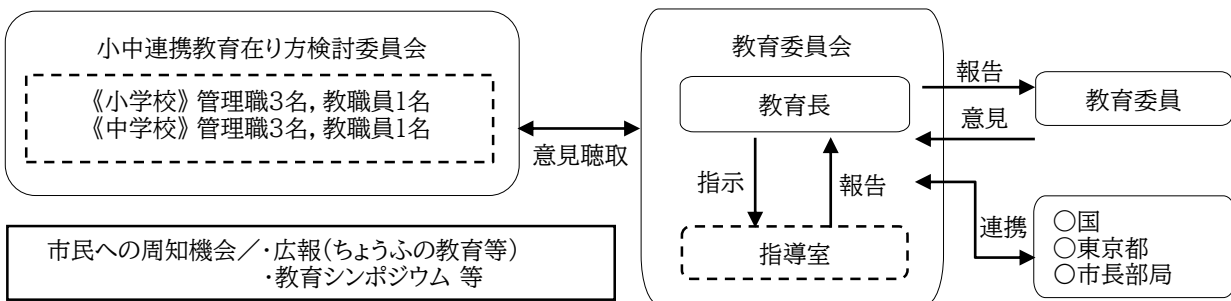 小中連携教育在り方検討委員会
《小学校》 管理職3名,教職員1名
《中学校》 管理職3名,教職員1名
意見聴取
市民への周知機会/・広報(ちょうふの教育等)
・教育シンポジウム 等
教育委員会
教育長
指示
報告
指導室
報告
意見
教育委員
連携
○国
○東京都
○市長部局